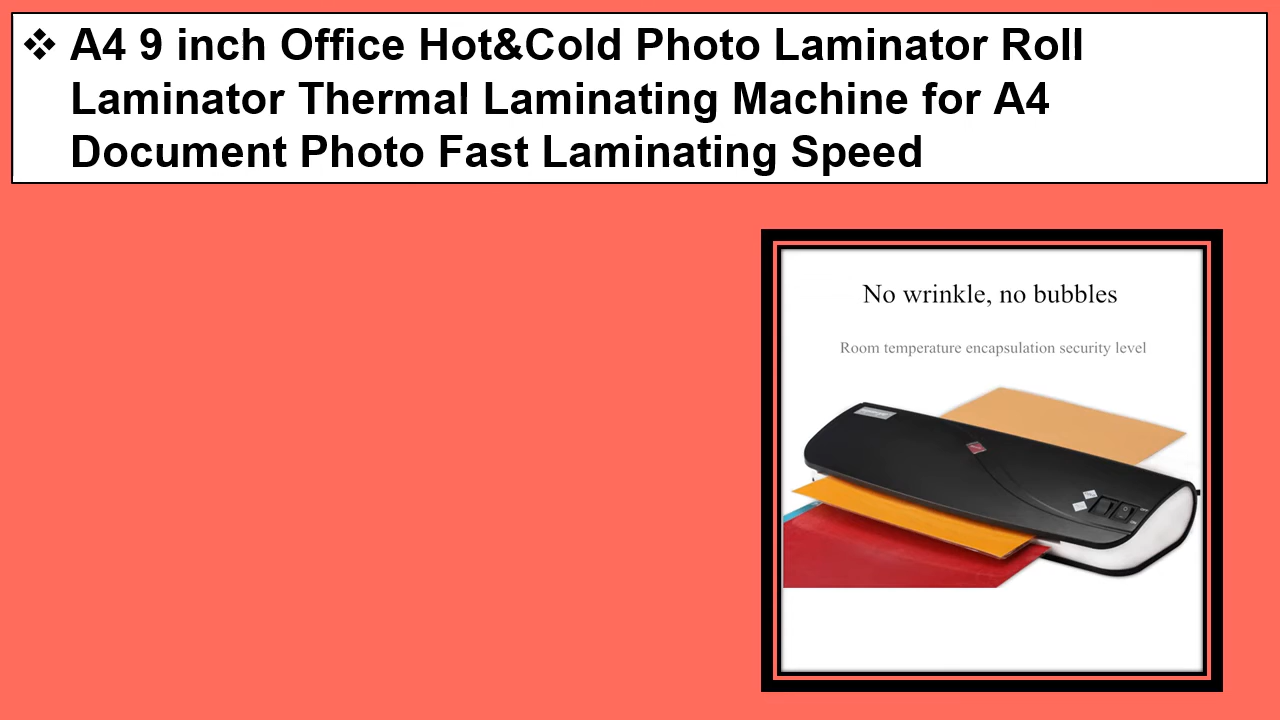 ❖ A4 9 inch Office Hot&Cold Photo Laminator Roll
Laminator Thermal Laminating Machine for A4
Document Photo Fast Laminating Speed
No wrinkle, no bubbles
Room temperature encapsulation security level